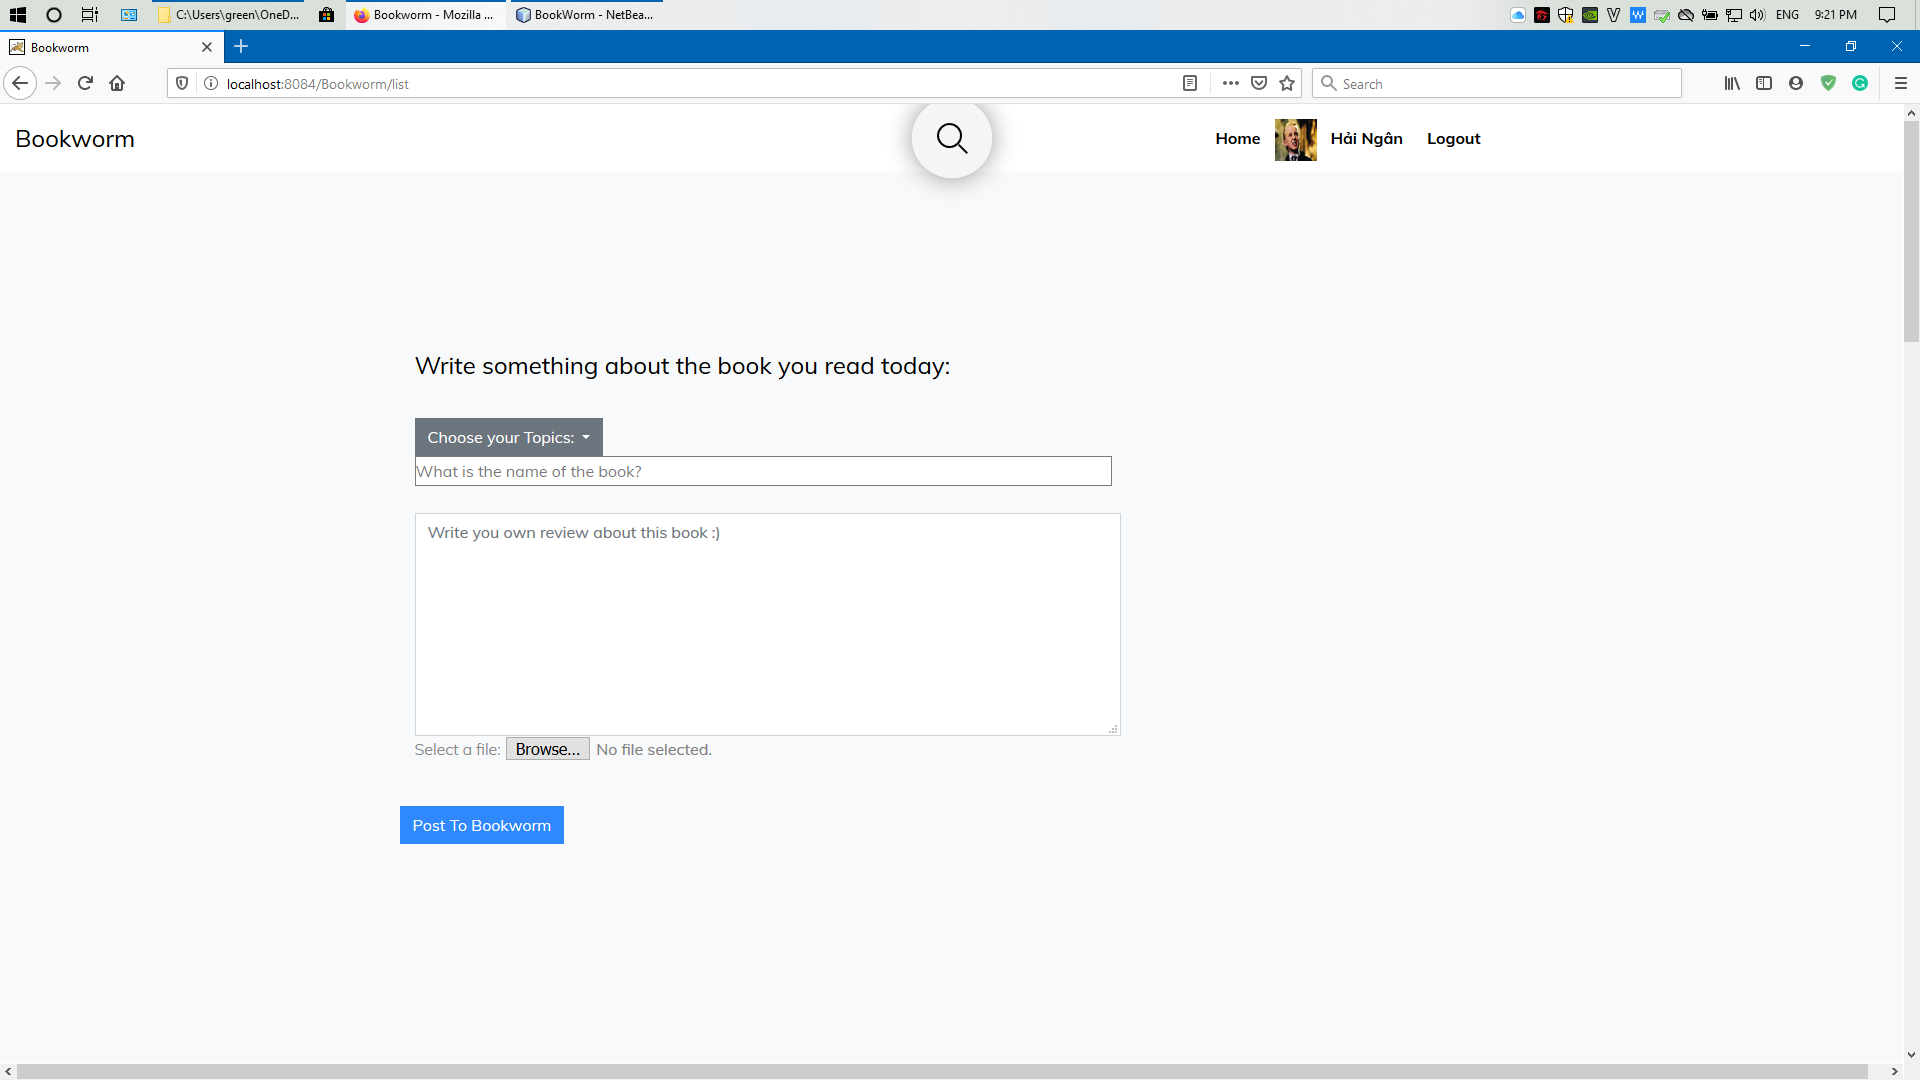 C:\Users\green\OneD...
Bookworm - Mozilla ...
BookWorm - NetBea...
ENG
9:21 PM
Bookworm
localhost:8084/Bookworm/list
Search
Bookworm
Home
Hải Ngân
Logout
Write something about the book you read today:
Choose your Topics:
What is the name of the book?
Write you own review about this book :)
Select a file: Browse... No file selected.
Post To Bookworm